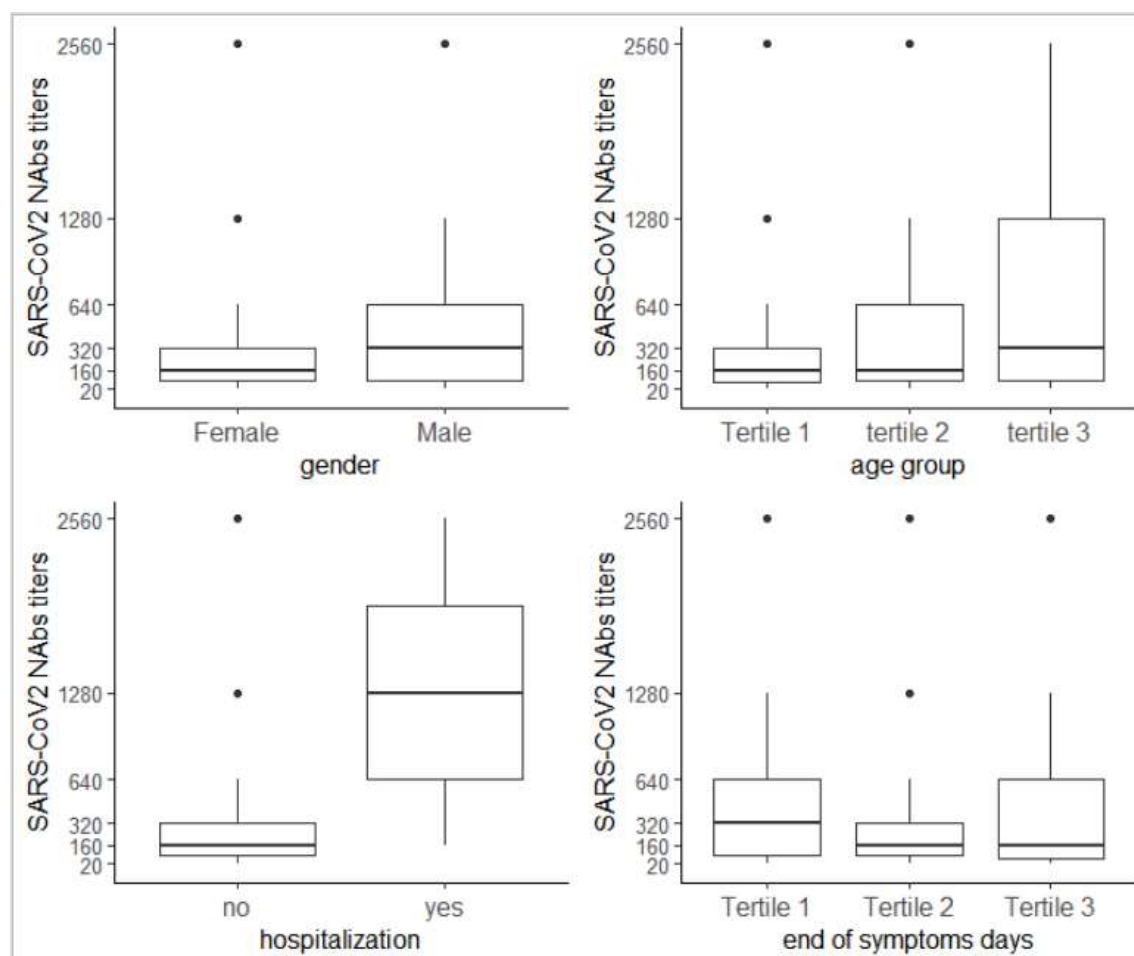 SARS-CoV2 NAbs titers
2560
1280
640
320
160
20
Female Male
gender
SARS-CoV2 NAbs titers
2560
1280
640
320
160
20
Tertile 1 tertile 2 tertile 3
age group
SARS-CoV2 NAbs titers
2560
1280
640
320
160
20
no yes
hospitalization
SARS-CoV2 NAbs titers
2560
1280
640
320
160
20
Tertile 1 Tertile 2 Tertile 3
end of symptoms days